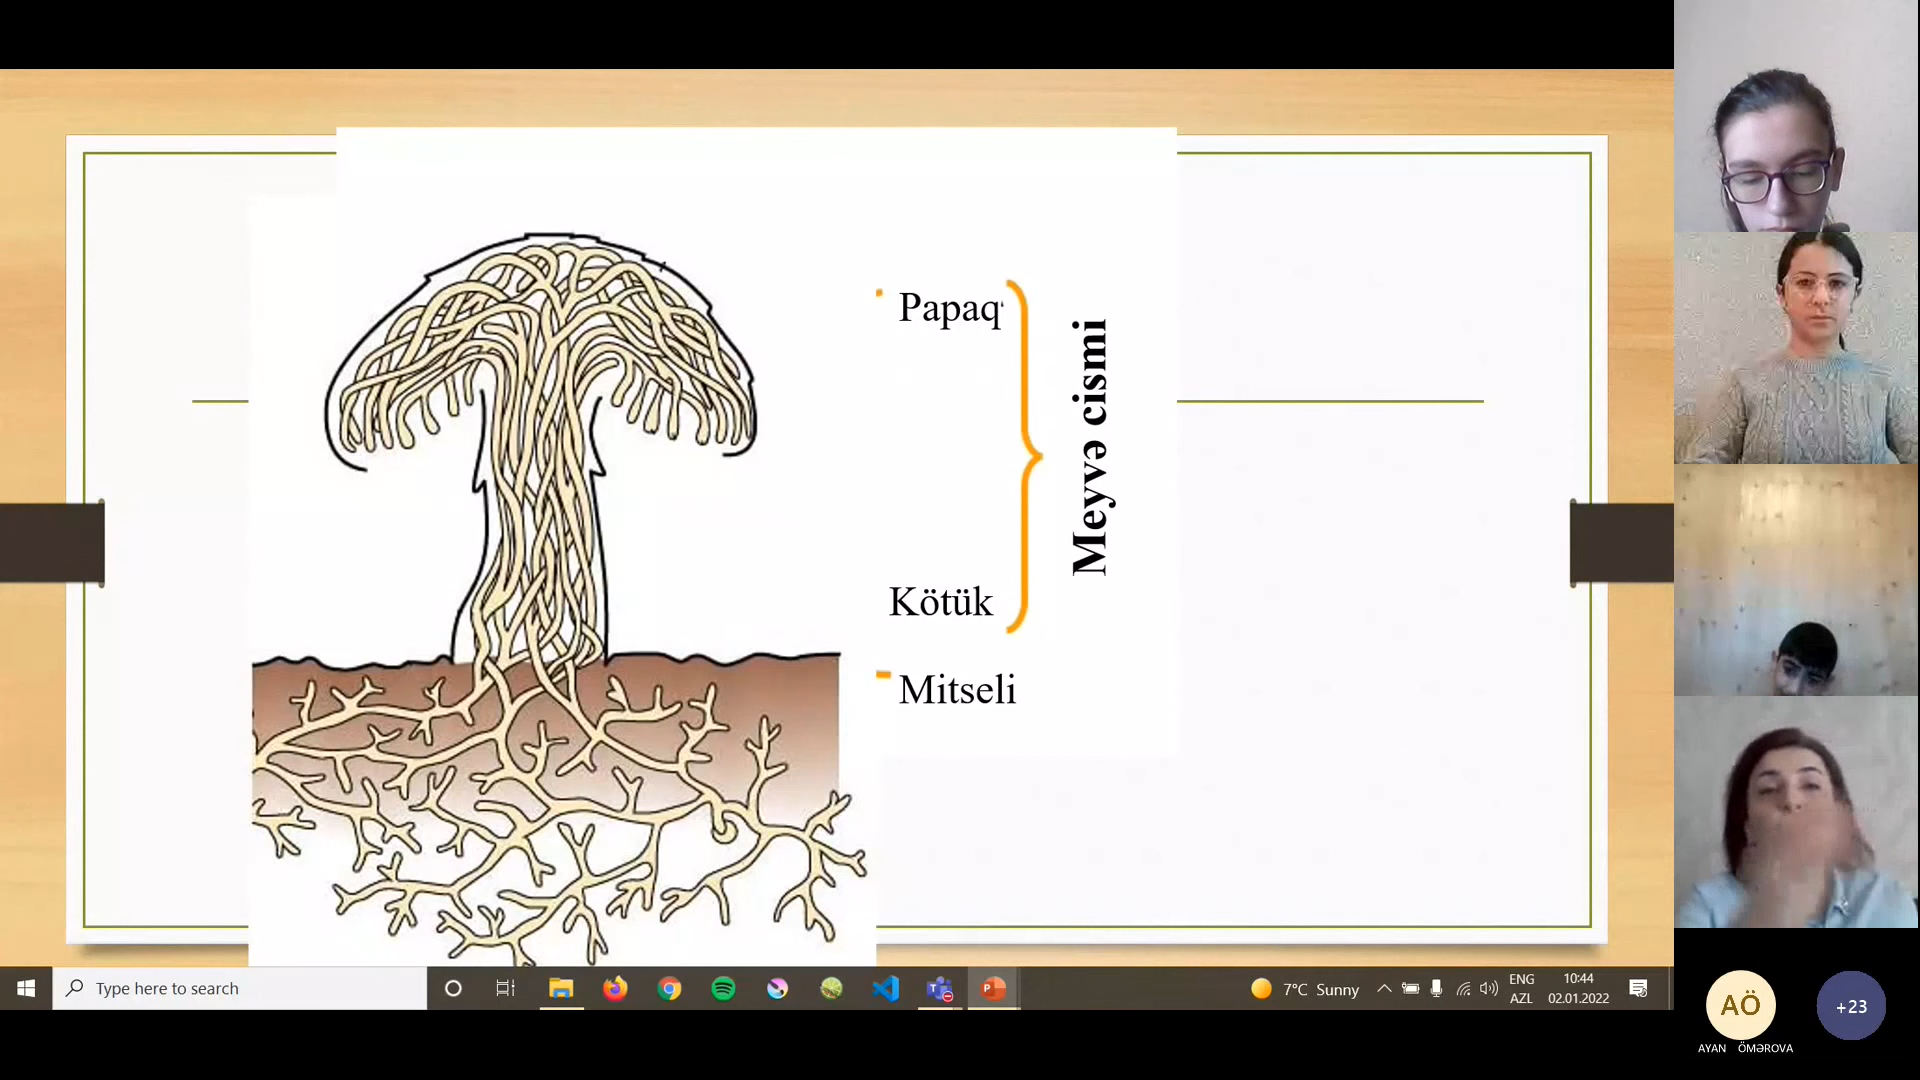 Papaq
Meyvə cismi
Kötük
Mitseli
Type here to search
7°C Sunny
ENG
AZL
10:44
02.01.2022
AÖ
+23
AYAN ÖMƏROVA